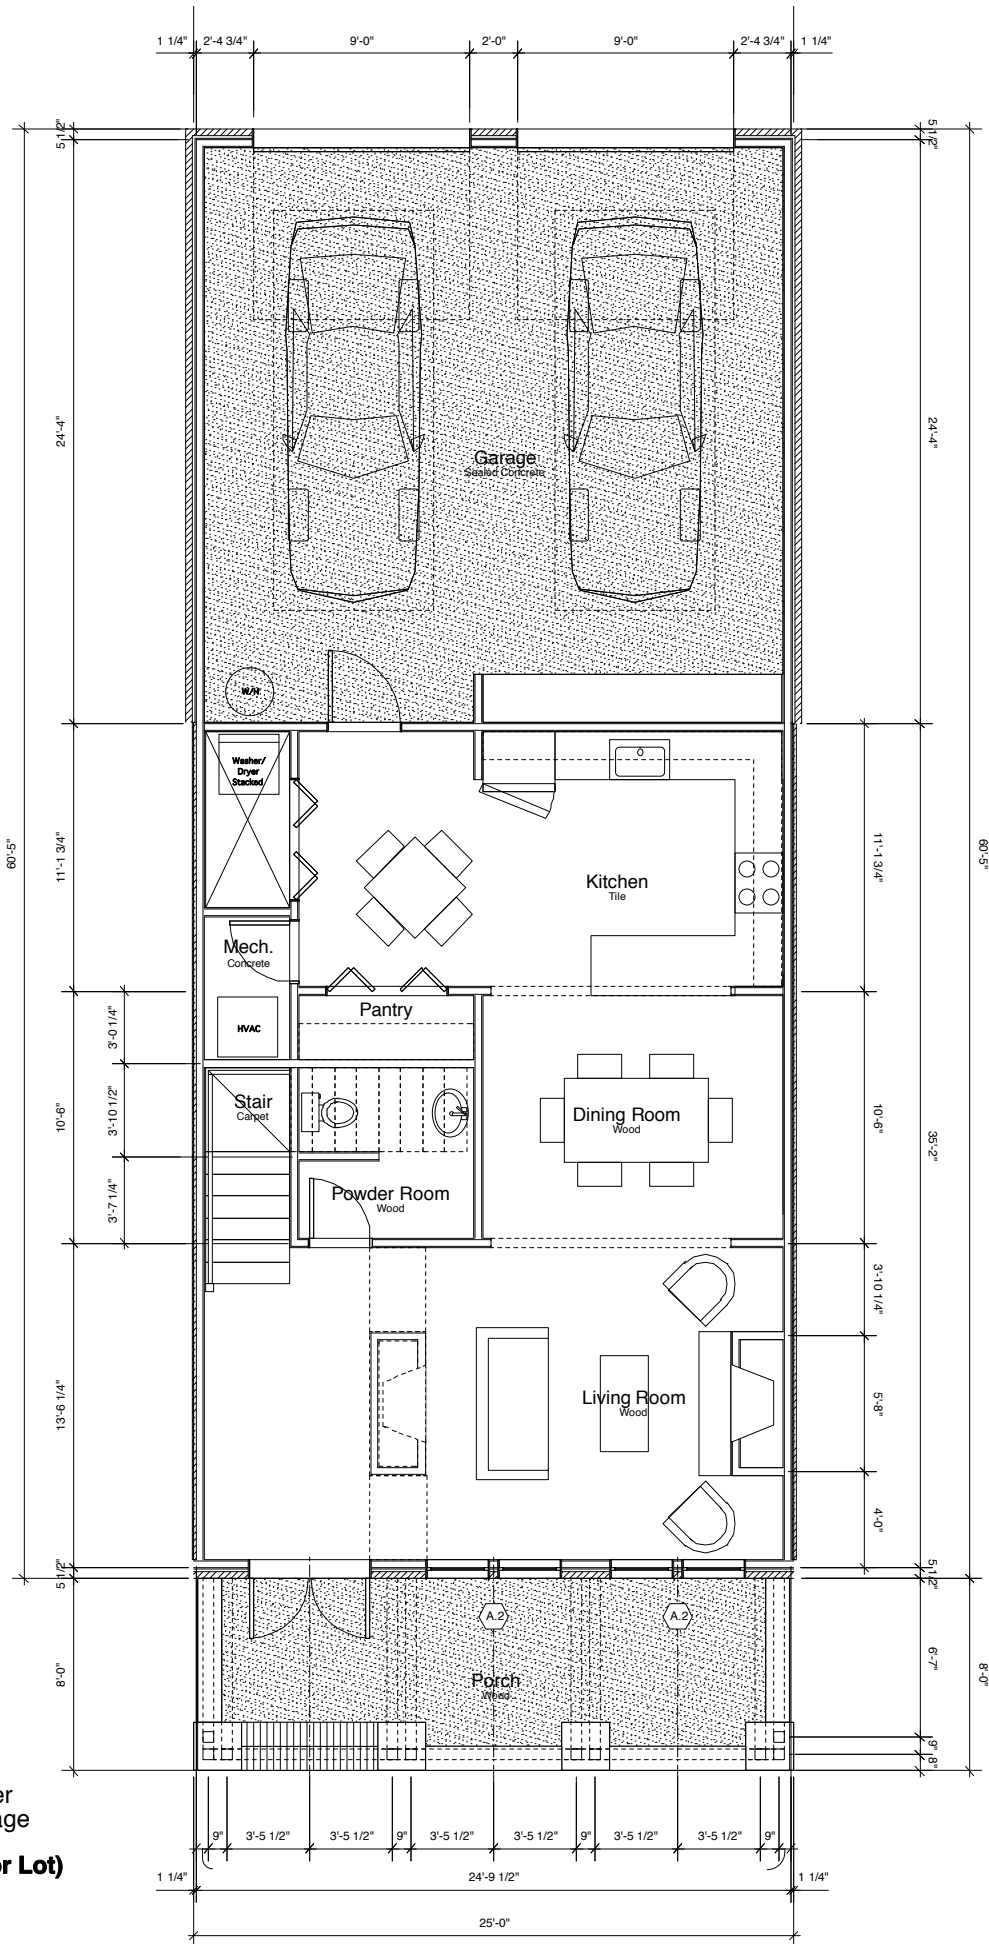 1 1/4" 2'-4 3/4" 9'-0" 2'-0" 9'-0" 2'-4 3/4" 1 1/4"
5 1/2"
5 1/2"
24'-4"
24'-4"
Garage
Sealed Concrete
W/H
60'-5"
60'-5"
Washer/
Dryer
Stacked
11'-1 3/4"
11'-1 3/4"
Kitchen
Tile
Mech.
Concrete
Pantry
HVAC
3'-0 1/4"
10'-6"
3'-10 1/2"
3'-7 1/4"
Stair
Carpet
Dining Room
Wood
10'-6"
35'-2"
Powder Room
Wood
3'-10 1/4"
13'-6 1/4"
Living Room
Wood
5'-8"
4'-0"
5 1/2"
5 1/2"
A.2 A.2
8'-0"
Porch
Wood
6'-7"
8'-0"
9"
8"
er
age
or Lot)
9" 3'-5 1/2" 3'-5 1/2" 9" 3'-5 1/2" 3'-5 1/2" 9" 3'-5 1/2" 3'-5 1/2" 9"
1 1/4" 24'-9 1/2" 1 1/4"
25'-0"